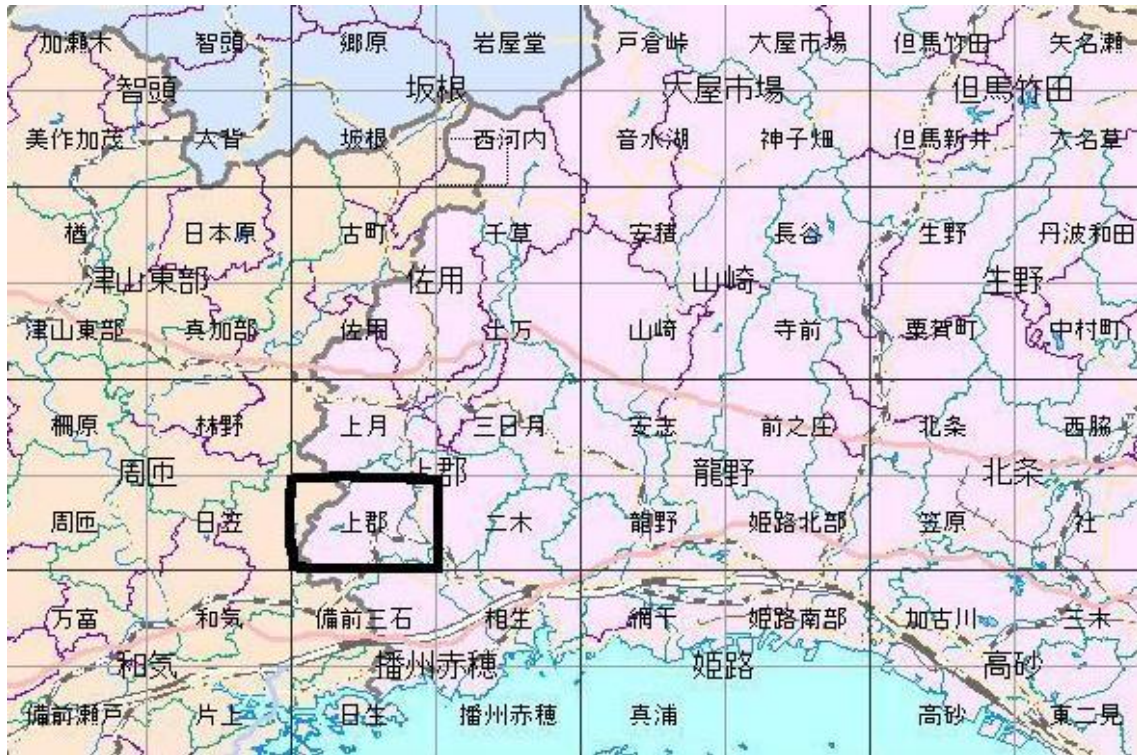 加瀬木 智頭 郷原 岩屋堂 戸倉峠 大屋市場 但馬竹田 矢名瀬
智頭 坂根 大屋市場 但馬竹田
美作加茂 大背 坂根 西河内 音水湖 神子畑 但馬新井 大名草
楢 日本原 古町 千草 安積 長谷 生野 丹波和田
津山東部 佐用 山崎 生野
津山東部 真加部 佐用 土万 山崎 寺前 粟賀町 中村町
柵原 林野 上月 三日月 安志 前之庄 北条 西脇
周匝 上郡 龍野 北条
周匝 日笠 上郡 二木 龍野 姫路北部 笠原 社
万富 和気 備前三石 相生 網干 姫路南部 加古川 三木
和気 播州赤穂 姫路 高砂
備前瀬戸 片上 日生 播州赤穂 真浦 高砂 東二見